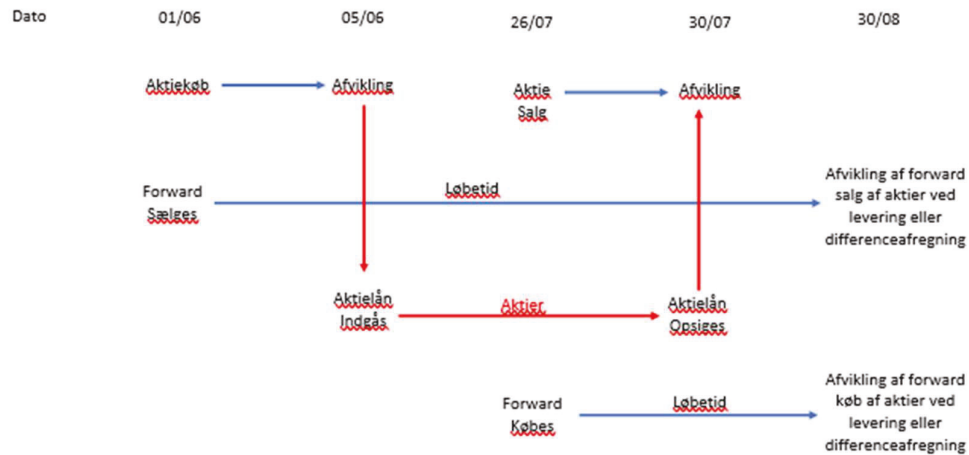 Dato 01/06 05/06 26/07 30/07 30/08
Aktiekøb Afvikling Aktie Afvikling
Salg
Forward
Sælges
Løbetid
Afvikling af forward
salg af aktier ved
levering eller
differenceafregning
Aktielån
Indgås
Aktier
Aktielån
Opsiges
Forward
Købes
Løbetid
Afvikling af forward
køb af aktier ved
levering eller
differenceafregning